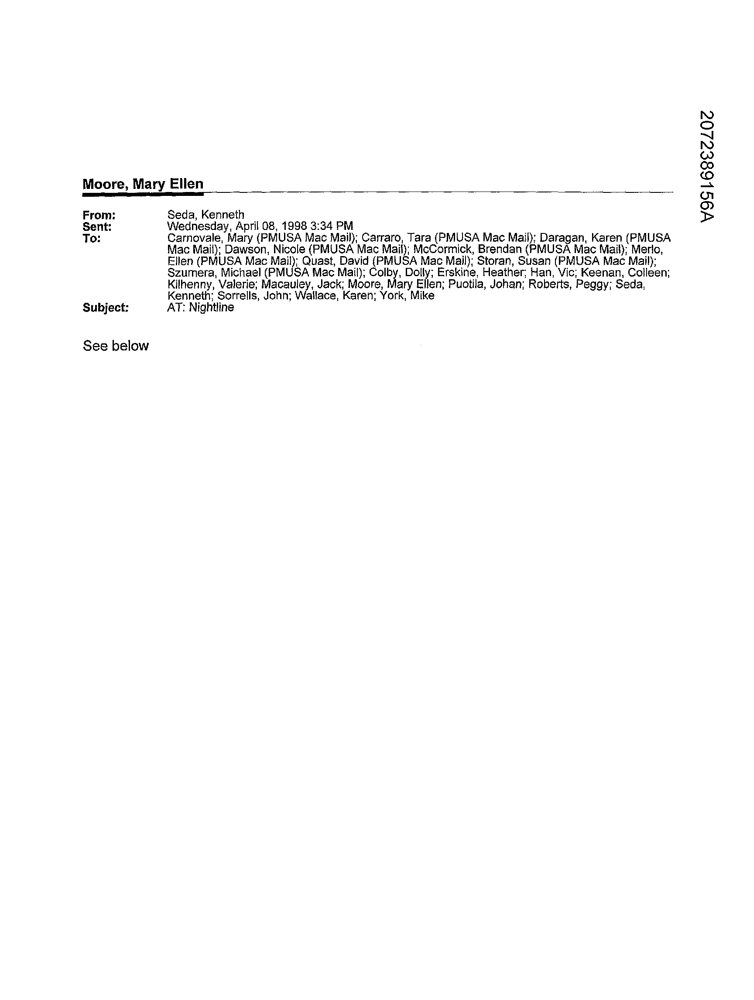 2072389156A
Moore, Mary Ellen
From: Seda, Kenneth
Sent: Wednesday, April 08, 1998 3:34 PM
To: Carnovale, Mary (PMUSA Mac Mail); Carraro, Tara (PMUSA Mac Mail); Daragan, Karen (PMUSA
Mac Mail); Dawson, Nicole (PMUSA Mac Mail); McCormick, Brendan (PMUSA Mac Mail); Merlo,
Ellen (PMUSA Mac Mail); Quast, David (PMUSA Mac Mail); Storan, Susan (PMUSA Mac Mail);
Szumera, Michael (PMUSA Mac Mail); Colby, Dolly; Erskine, Heather; Han, Vic; Keenan, Colleen;
Kilhenny, Valerie; Macauley, Jack; Moore, Mary Ellen; Puotila, Johan; Roberts, Peggy; Seda,
Kenneth; Sorrells, John; Wallace, Karen; York, Mike
Subject: AT: Nightline
See below